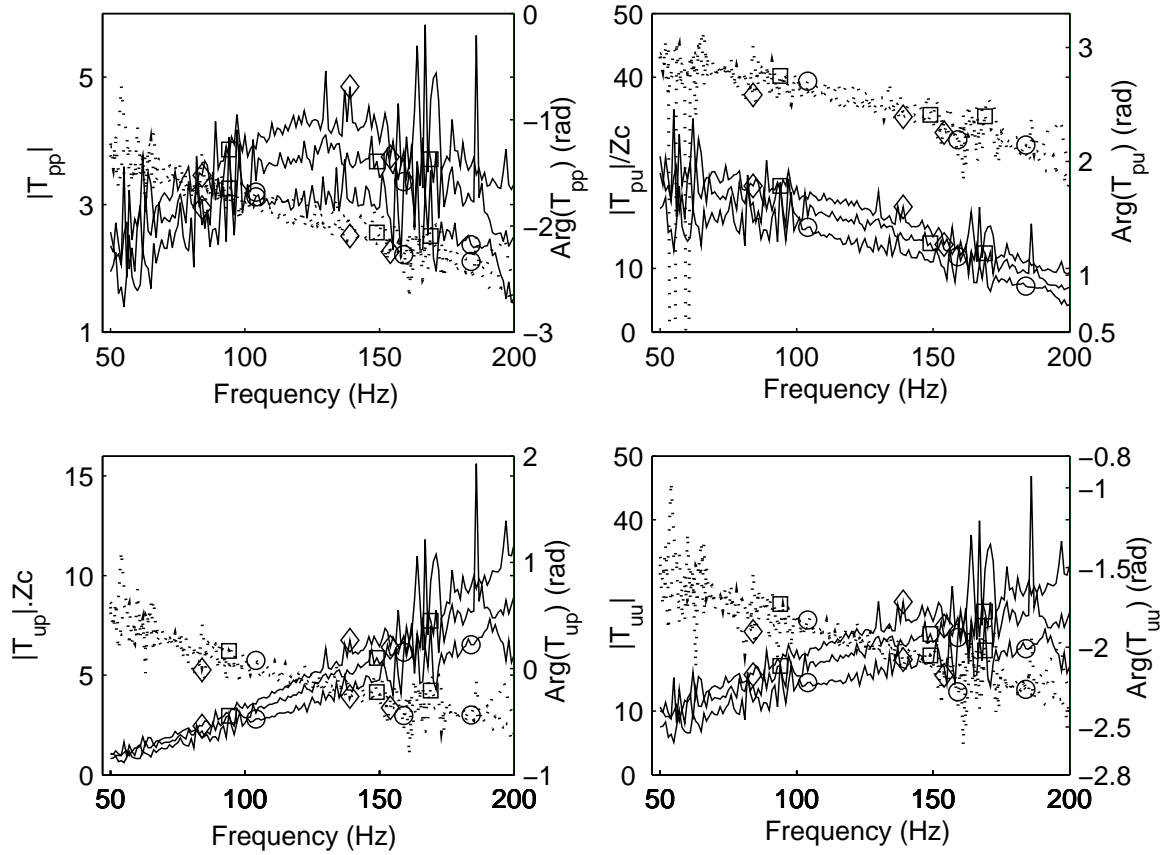 5
3
1
|T_pp|
0
−1
−2
−3
Arg(T_pp) (rad)
50 100 150 200
Frequency (Hz)
50
40
10
0
|T_pu|/Zc
3
2
1
0.5
Arg(T_pu) (rad)
50 100 150 200
Frequency (Hz)
15
10
5
0
|T_up|.Zc
2
1
0
−1
Arg(T_up) (rad)
50 100 150 200
Frequency (Hz)
50
40
10
0
|T_uu|
−0.8
−1
−1.5
−2
−2.5
−2.8
Arg(T_uu) (rad)
50 100 150 200
Frequency (Hz)